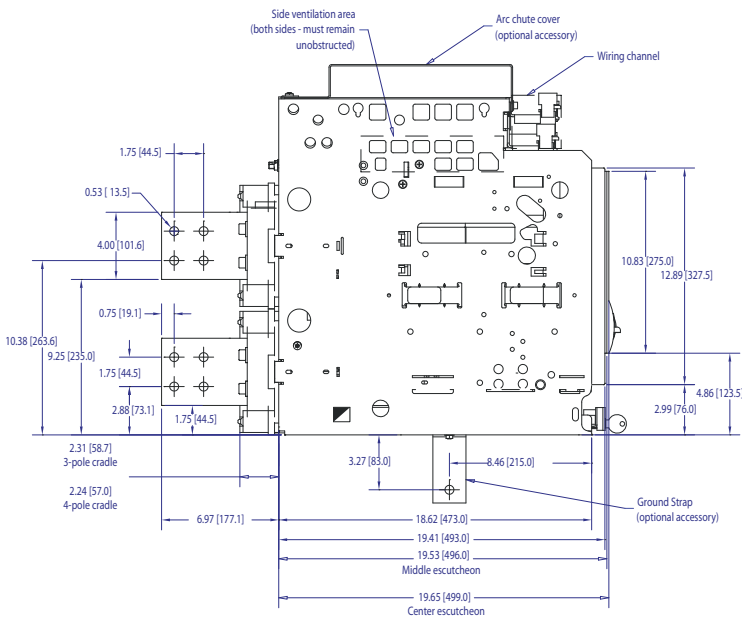 Side ventilation area
(both sides - must remain
unobstructed)
Arc chute cover
(optional accessory)
Wiring channel
1.75 [44.5]
0.53 [ 13.5]
4.00 [101.6]
10.83 [275.0]
12.89 [327.5]
0.75 [19.1]
10.38 [263.6]
9.25 [235.0]
1.75 [44.5]
4.86 [123.5]
2.88 [73.1]
1.75 [44.5]
2.99 [76.0]
2.31 [58.7]
3-pole cradle
3.27 [83.0]
8.46 [215.0]
2.24 [57.0]
4-pole cradle
Ground Strap
(optional accessory)
6.97 [177.1]
18.62 [473.0]
19.41 [493.0]
19.53 [496.0]
Middle escutcheon
19.65 [499.0]
Center escutcheon